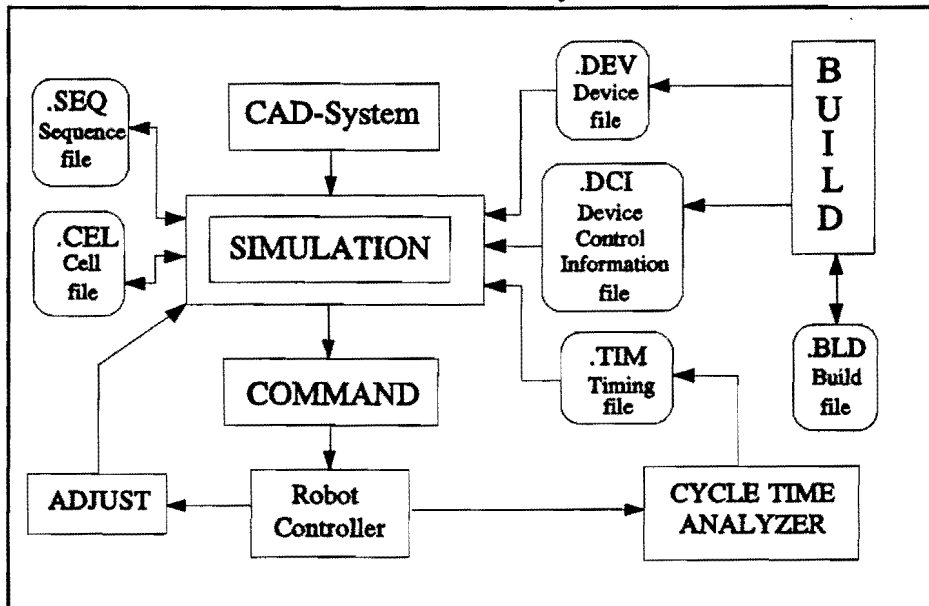 .SEQ
Sequence
file
CAD-System
.DEV
Device
file
B
U
I
L
D
.CEL
Cell
file
SIMULATION
.DCI
Device
Control
Information
file
COMMAND
.TIM
Timing
file
.BLD
Build
file
ADJUST
Robot
Controller
CYCLE TIME
ANALYZER